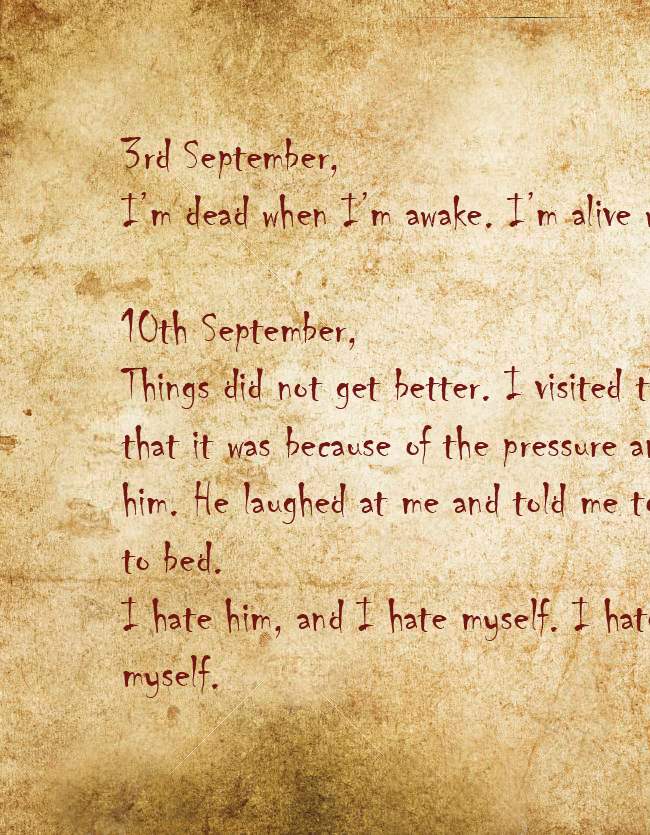 3rd September,
I'm dead when I'm awake. I'm alive
10th September,
Things did not get better. I visited
that it was because of the pressure
him. He laughed at me and told me
to bed.
I hate him, and I hate myself. I
myself.